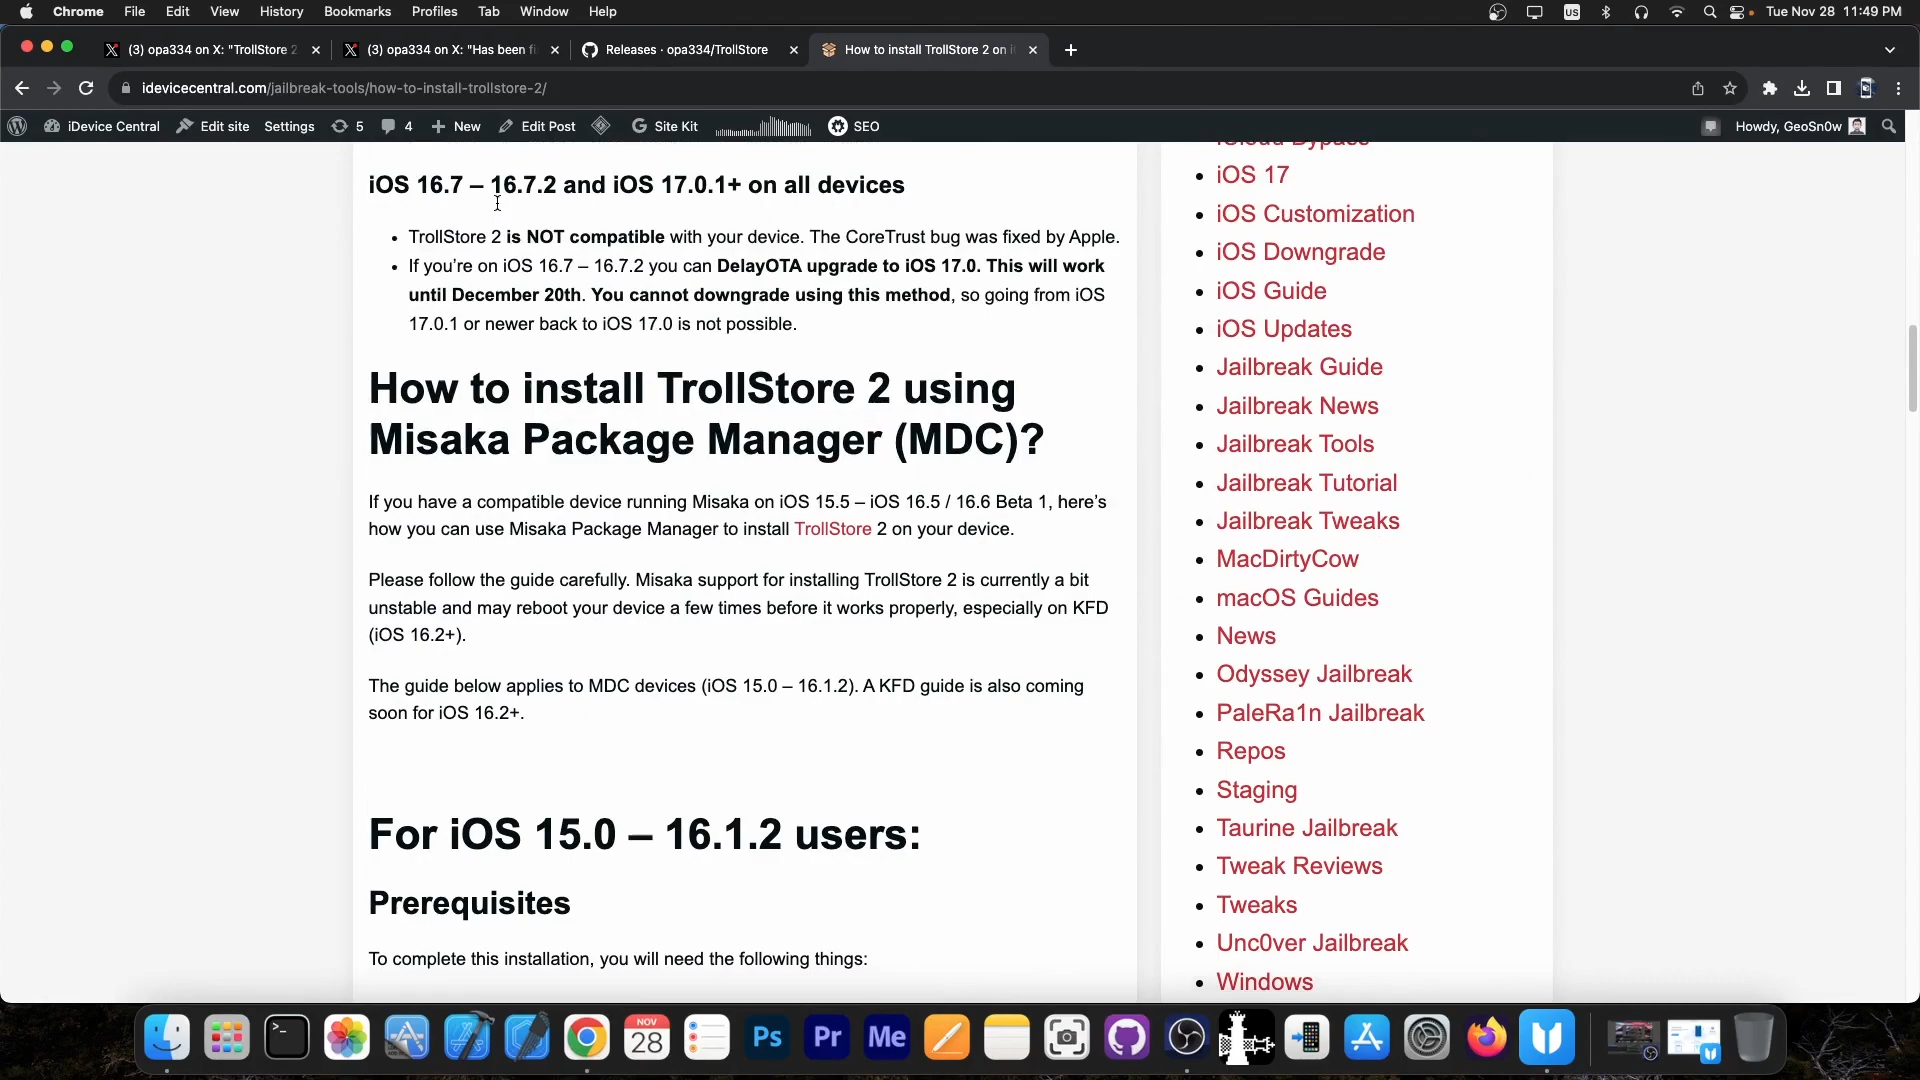 Chrome File Edit View History Bookmarks Profiles Tab Window Help US Tue Nov 28 11:49 PM
(3) opa334 on X: "TrollStore 2 (3) opa334 on X: "Has been fi Releases · opa334/TrollStore How to install TrollStore 2 on i
idevicecentral.com/jailbreak-tools/how-to-install-trollstore-2/
iDevice Central Edit site Settings 5 4 New Edit Post Site Kit SEO Howdy, GeoSn0w
iOS 16.7 – 16.7.2 and iOS 17.0.1+ on all devices
• TrollStore 2 is NOT compatible with your device. The CoreTrust bug was fixed by Apple.
• If you're on iOS 16.7 – 16.7.2 you can DelayOTA upgrade to iOS 17.0. This will work
until December 20th. You cannot downgrade using this method, so going from iOS
17.0.1 or newer back to iOS 17.0 is not possible.
How to install TrollStore 2 using
Misaka Package Manager (MDC)?
If you have a compatible device running Misaka on iOS 15.5 – iOS 16.5 / 16.6 Beta 1, here's
how you can use Misaka Package Manager to install TrollStore 2 on your device.
Please follow the guide carefully. Misaka support for installing TrollStore 2 is currently a bit
unstable and may reboot your device a few times before it works properly, especially on KFD
(iOS 16.2+).
The guide below applies to MDC devices (iOS 15.0 – 16.1.2). A KFD guide is also coming
soon for iOS 16.2+.
For iOS 15.0 – 16.1.2 users:
Prerequisites
To complete this installation, you will need the following things:
iCloud Bypass
• iOS 17
• iOS Customization
• iOS Downgrade
• iOS Guide
• iOS Updates
• Jailbreak Guide
• Jailbreak News
• Jailbreak Tools
• Jailbreak Tutorial
• Jailbreak Tweaks
• MacDirtyCow
• macOS Guides
• News
• Odyssey Jailbreak
• PaleRa1n Jailbreak
• Repos
• Staging
• Taurine Jailbreak
• Tweak Reviews
• Tweaks
• Unc0ver Jailbreak
• Windows
NOV
28
Ps Pr Me